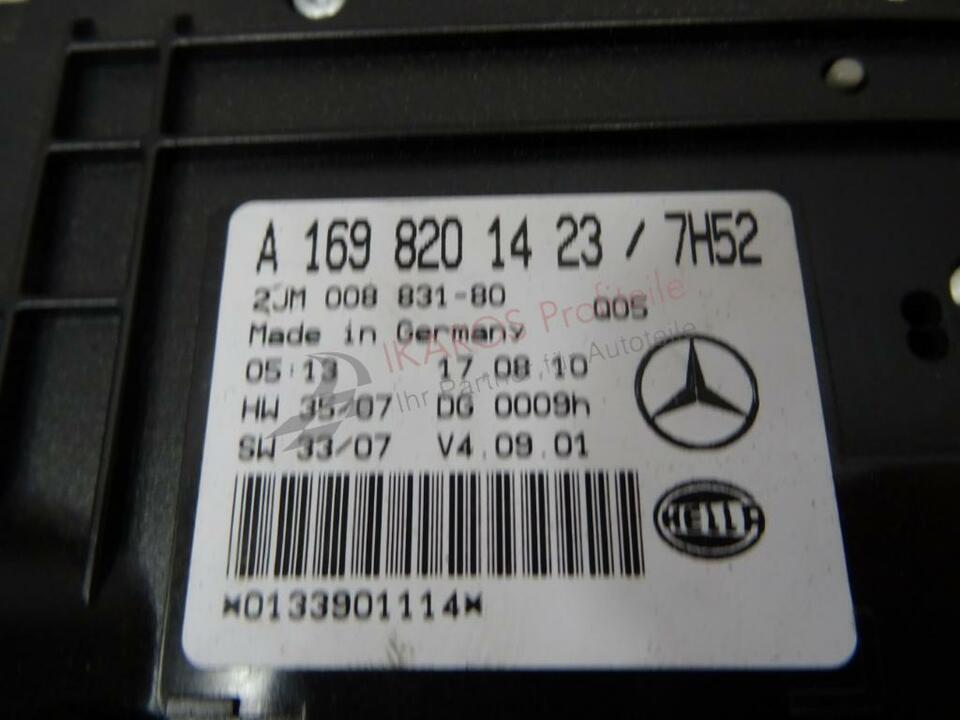 A 169 820 14 23 / 7H52
2JM 008 831-80 Q05
Made in Germany
05:13 17.08.10
HW 35/07 DG 0009h
SW 33/07 V4.09.01
HELLA
*0133901114*
IKAROS Profiteile
Ihr Partner für Autoteile